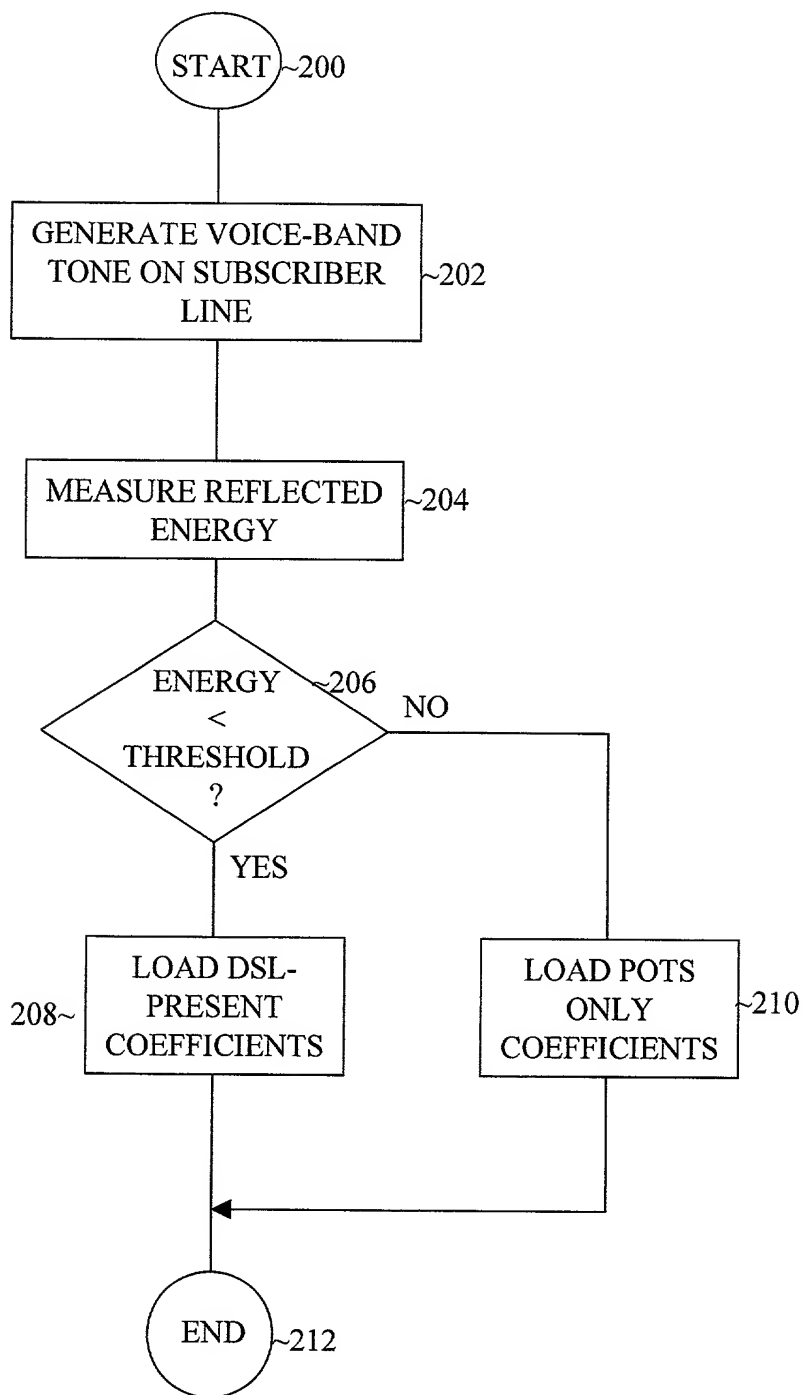 START ~200
GENERATE VOICE-BAND
TONE ON SUBSCRIBER
LINE
~202
MEASURE REFLECTED
ENERGY
~204
ENERGY
<
THRESHOLD
?
~206
NO
YES
LOAD DSL-
PRESENT
COEFFICIENTS
208~
LOAD POTS
ONLY
COEFFICIENTS
~210
END ~212